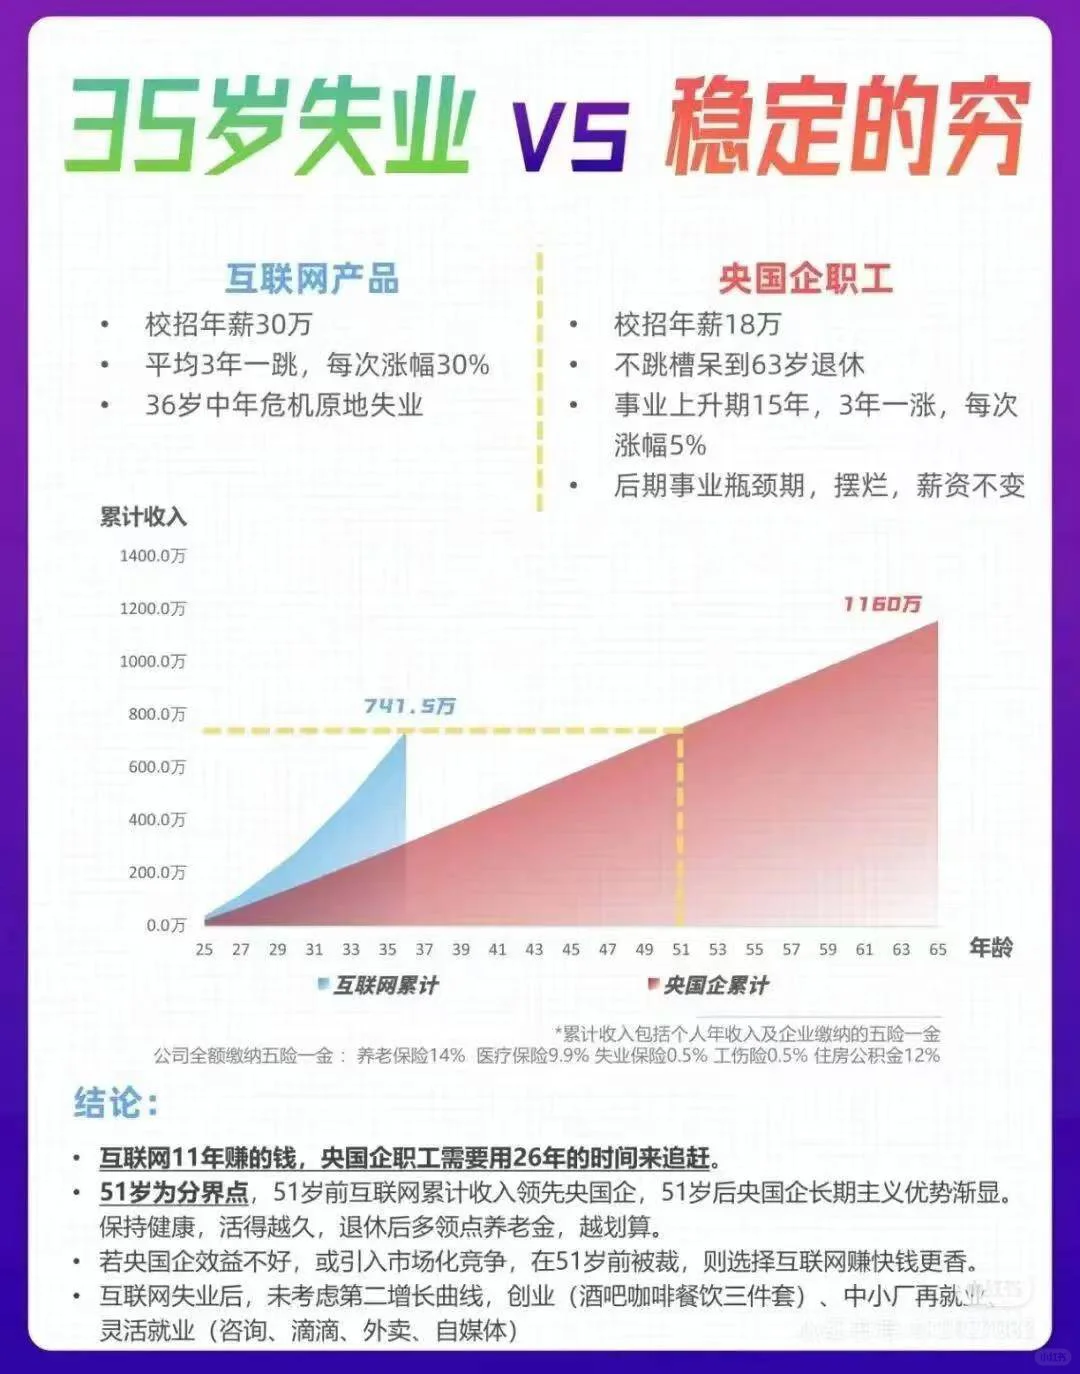 35岁失业 VS 稳定的穷
互联网产品
• 校招年薪30万
• 平均3年一跳，每次涨幅30%
• 36岁中年危机原地失业
央国企职工
• 校招年薪18万
• 不跳槽呆到63岁退休
• 事业上升期15年，3年一涨，每次
涨幅5%
• 后期事业瓶颈期，摆烂，薪资不变
累计收入
1400.0万
1200.0万
1000.0万
800.0万
600.0万
400.0万
200.0万
0.0万
741.5万
1160万
25 27 29 31 33 35 37 39 41 43 45 47 49 51 53 55 57 59 61 63 65 年龄
互联网累计 央国企累计
*累计收入包括个人年收入及企业缴纳的五险一金
公司全额缴纳五险一金： 养老保险14% 医疗保险9.9% 失业保险0.5% 工伤险0.5% 住房公积金12%
结论：
• 互联网11年赚的钱，央国企职工需要用26年的时间来追赶。
• 51岁为分界点，51岁前互联网累计收入领先央国企，51岁后央国企长期主义优势渐显。
保持健康，活得越久，退休后多领点养老金，越划算。
• 若央国企效益不好，或引入市场化竞争，在51岁前被裁，则选择互联网赚快钱更香。
• 互联网失业后，未考虑第二增长曲线，创业（酒吧咖啡餐饮三件套）、中小厂再就业、
灵活就业（咨询、滴滴、外卖、自媒体）
小红书